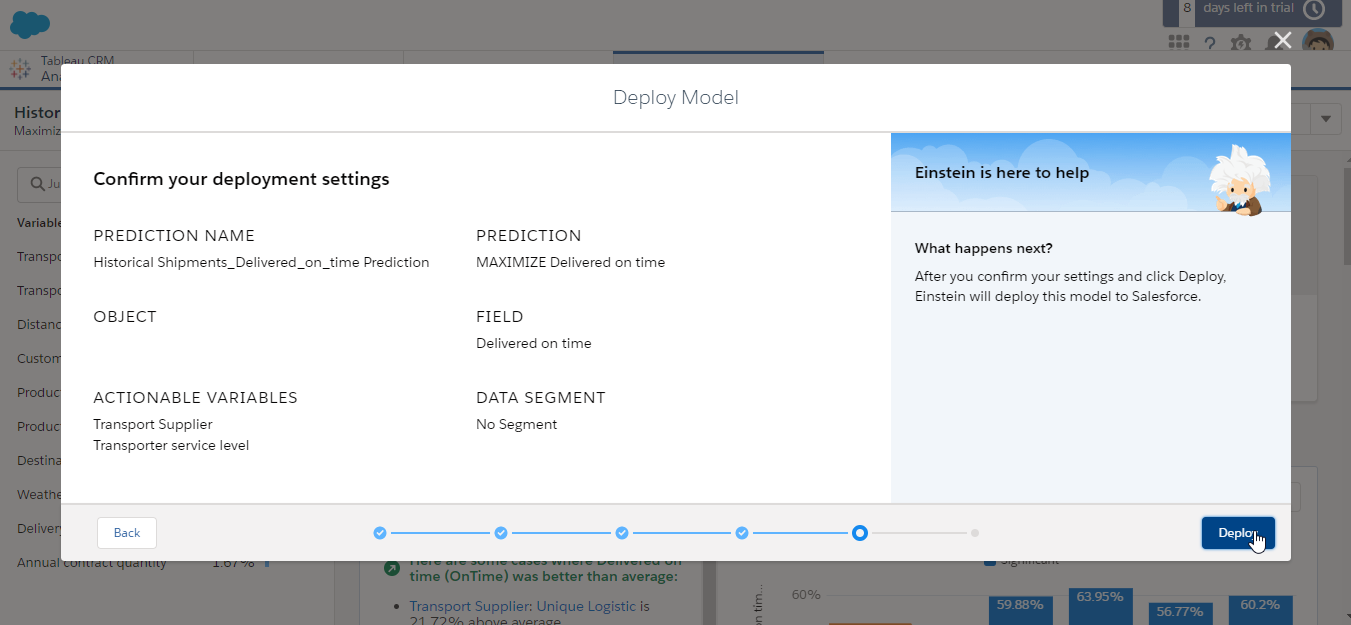 8 days left in trial
Tableau CRM
Deploy Model
Confirm your deployment settings
PREDICTION NAME
Historical Shipments_Delivered_on_time Prediction
PREDICTION
MAXIMIZE Delivered on time
OBJECT
FIELD
Delivered on time
ACTIONABLE VARIABLES
Transport Supplier
Transporter service level
DATA SEGMENT
No Segment
Einstein is here to help
What happens next?
After you confirm your settings and click Deploy,
Einstein will deploy this model to Salesforce.
Back
Deploy
Annual contract quantity 1.67%
Here are some cases where Delivered on
time (OnTime) was better than average:
Transport Supplier: Unique Logistic is
21.72% above average
Significant
60%
59.88%
63.95%
56.77%
60.2%